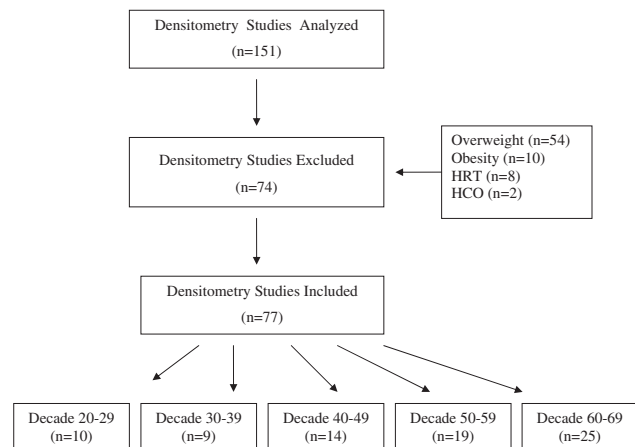 Densitometry Studies Analyzed
(n=151)
Densitometry Studies Excluded
(n=74)
Overweight (n=54)
Obesity (n=10)
HRT (n=8)
HCO (n=2)
Densitometry Studies Included
(n=77)
Decade 20-29
(n=10)
Decade 30-39
(n=9)
Decade 40-49
(n=14)
Decade 50-59
(n=19)
Decade 60-69
(n=25)